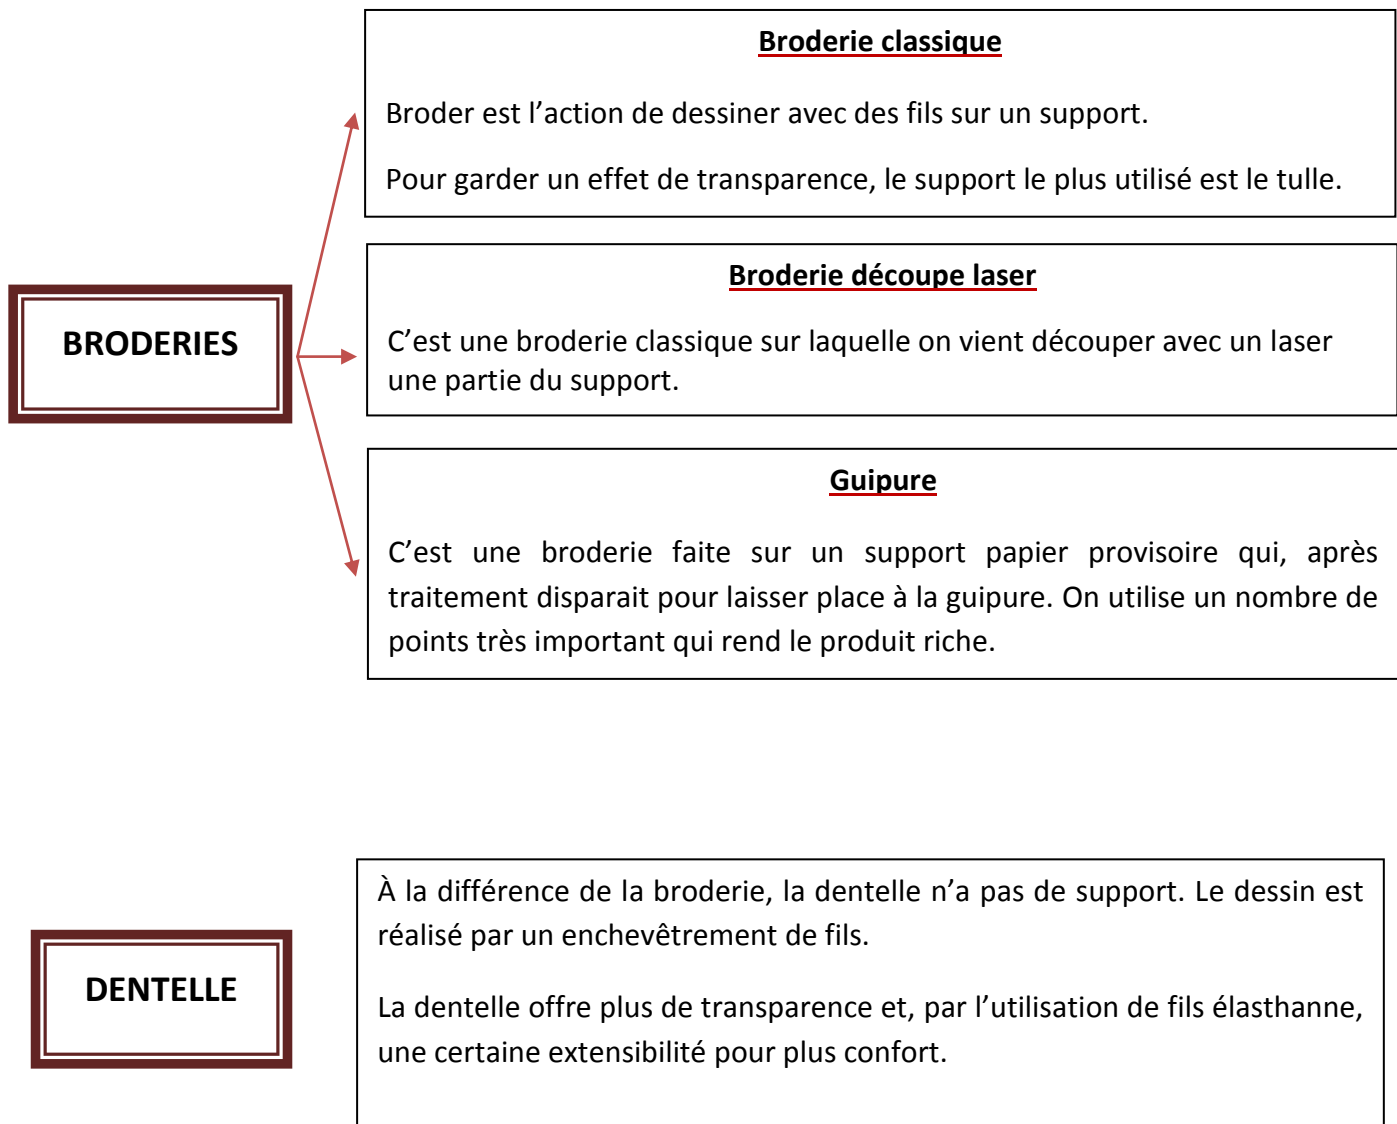 Broderie classique
Broder est l’action de dessiner avec des fils sur un support.
Pour garder un effet de transparence, le support le plus utilisé est le tulle.
BRODERIES
Broderie découpe laser
C’est une broderie classique sur laquelle on vient découper avec un laser
une partie du support.
Guipure
C’est une broderie faite sur un support papier provisoire qui, après
traitement disparait pour laisser place à la guipure. On utilise un nombre de
points très important qui rend le produit riche.
DENTELLE
À la différence de la broderie, la dentelle n’a pas de support. Le dessin est
réalisé par un enchevêtrement de fils.
La dentelle offre plus de transparence et, par l’utilisation de fils élasthanne,
une certaine extensibilité pour plus confort.